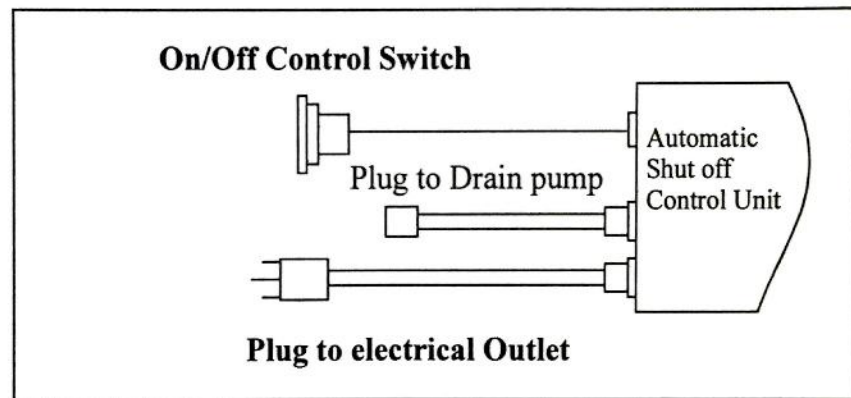 On/Off Control Switch
Automatic
Shut off
Control Unit
Plug to Drain pump
Plug to electrical Outlet